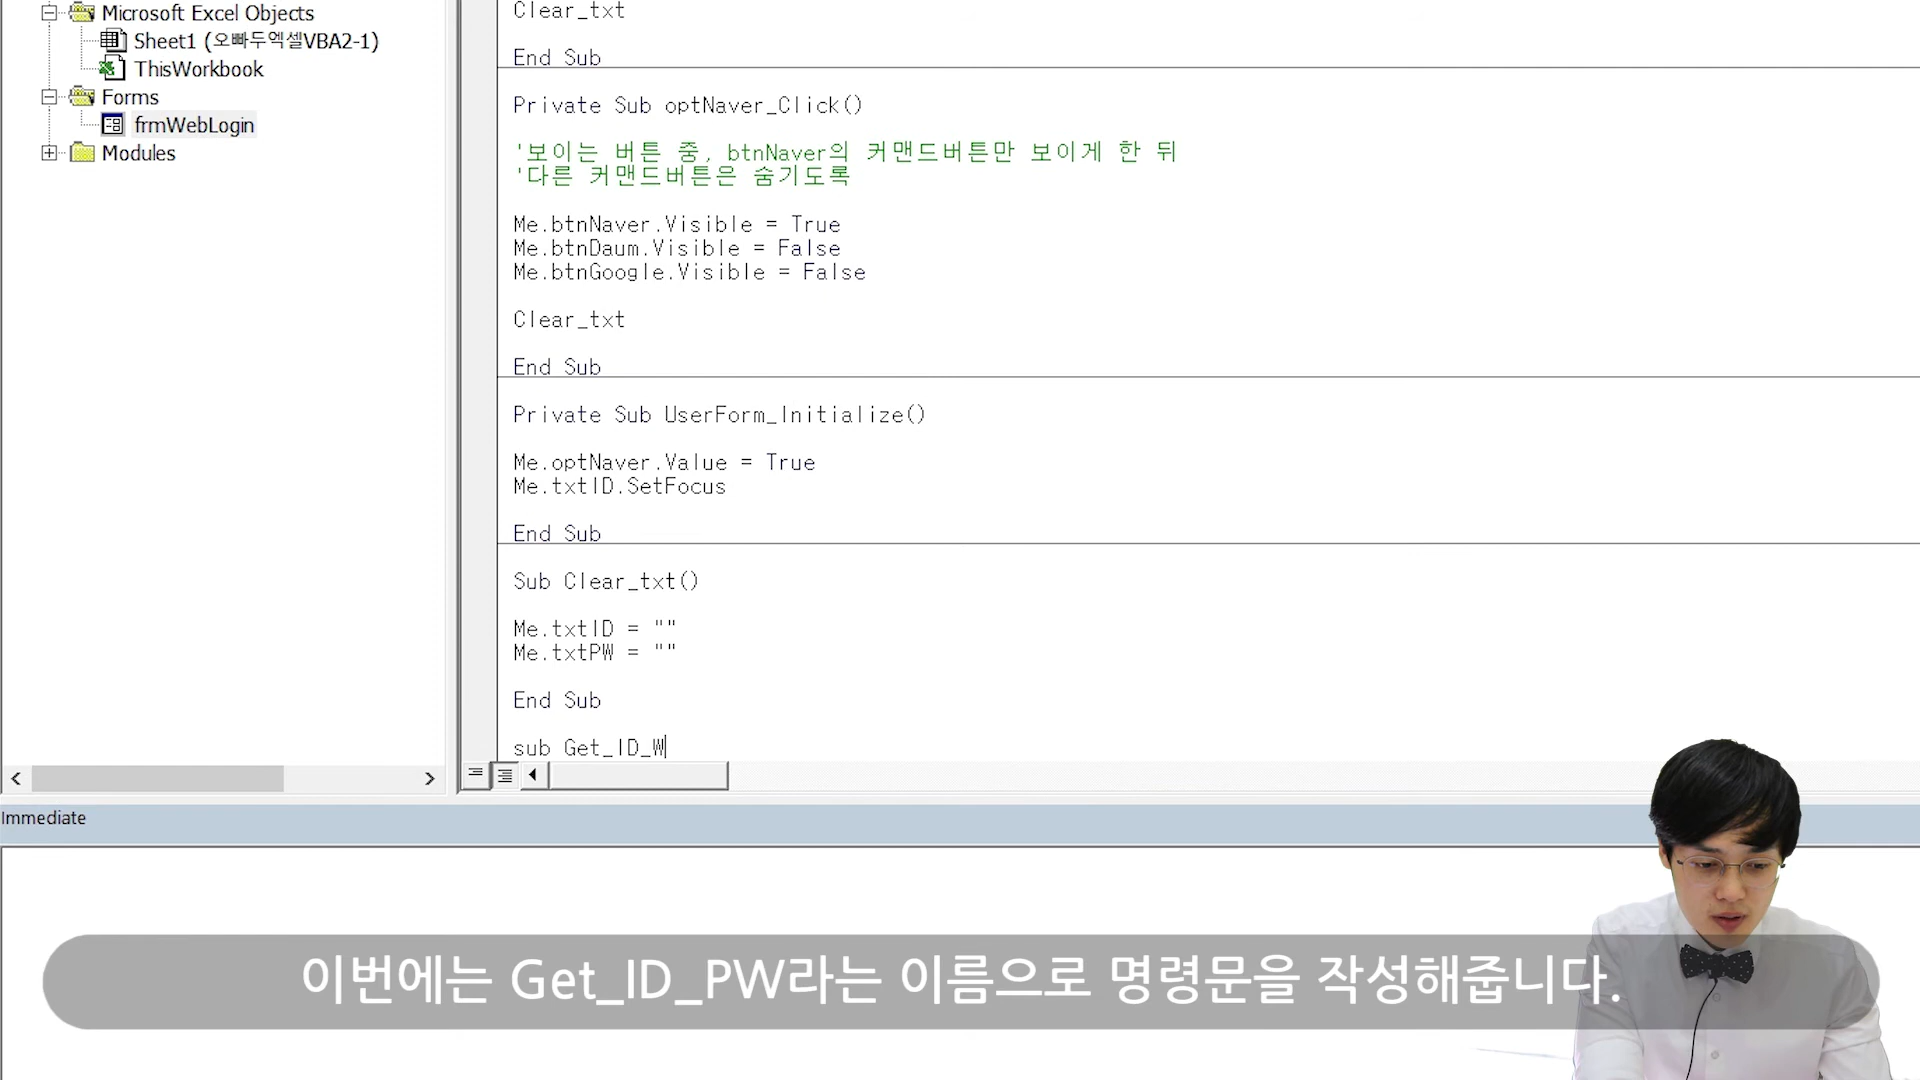 Microsoft Excel Objects
Sheet1 (오빠두엑셀VBA2-1)
ThisWorkbook
Forms
frmWebLogin
Modules
Clear_txt
End Sub
Private Sub optNaver_Click()
'보이는 버튼 중, btnNaver의 커맨드버튼만 보이게 한 뒤
'다른 커맨드버튼은 숨기도록
Me.btnNaver.Visible = True
Me.btnDaum.Visible = False
Me.btnGoogle.Visible = False
Clear_txt
End Sub
Private Sub UserForm_Initialize()
Me.optNaver.Value = True
Me.txtID.SetFocus
End Sub
Sub Clear_txt()
Me.txtID = ""
Me.txtPW = ""
End Sub
sub Get_ID_W
Immediate
이번에는 Get_ID_PW라는 이름으로 명령문을 작성해줍니다.